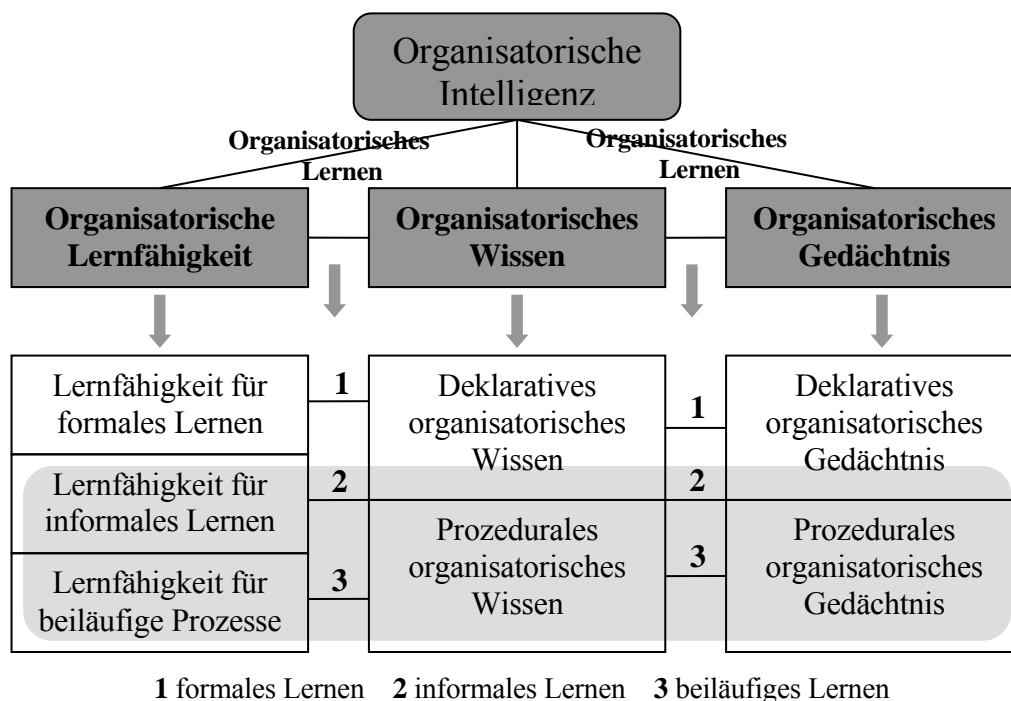 Organisatorische
Intelligenz
Organisatorisches
Lernen
Organisatorisches
Lernen
Organisatorische
Lernfähigkeit
Organisatorisches
Wissen
Organisatorisches
Gedächtnis
Lernfähigkeit für
formales Lernen
1
Deklaratives
organisatorisches
Wissen
1
Deklaratives
organisatorisches
Gedächtnis
Lernfähigkeit für
informales Lernen
2
2
Lernfähigkeit für
beiläufige Prozesse
3
Prozedurales
organisatorisches
Wissen
3
Prozedurales
organisatorisches
Gedächtnis
1 formales Lernen 2 informales Lernen 3 beiläufiges Lernen